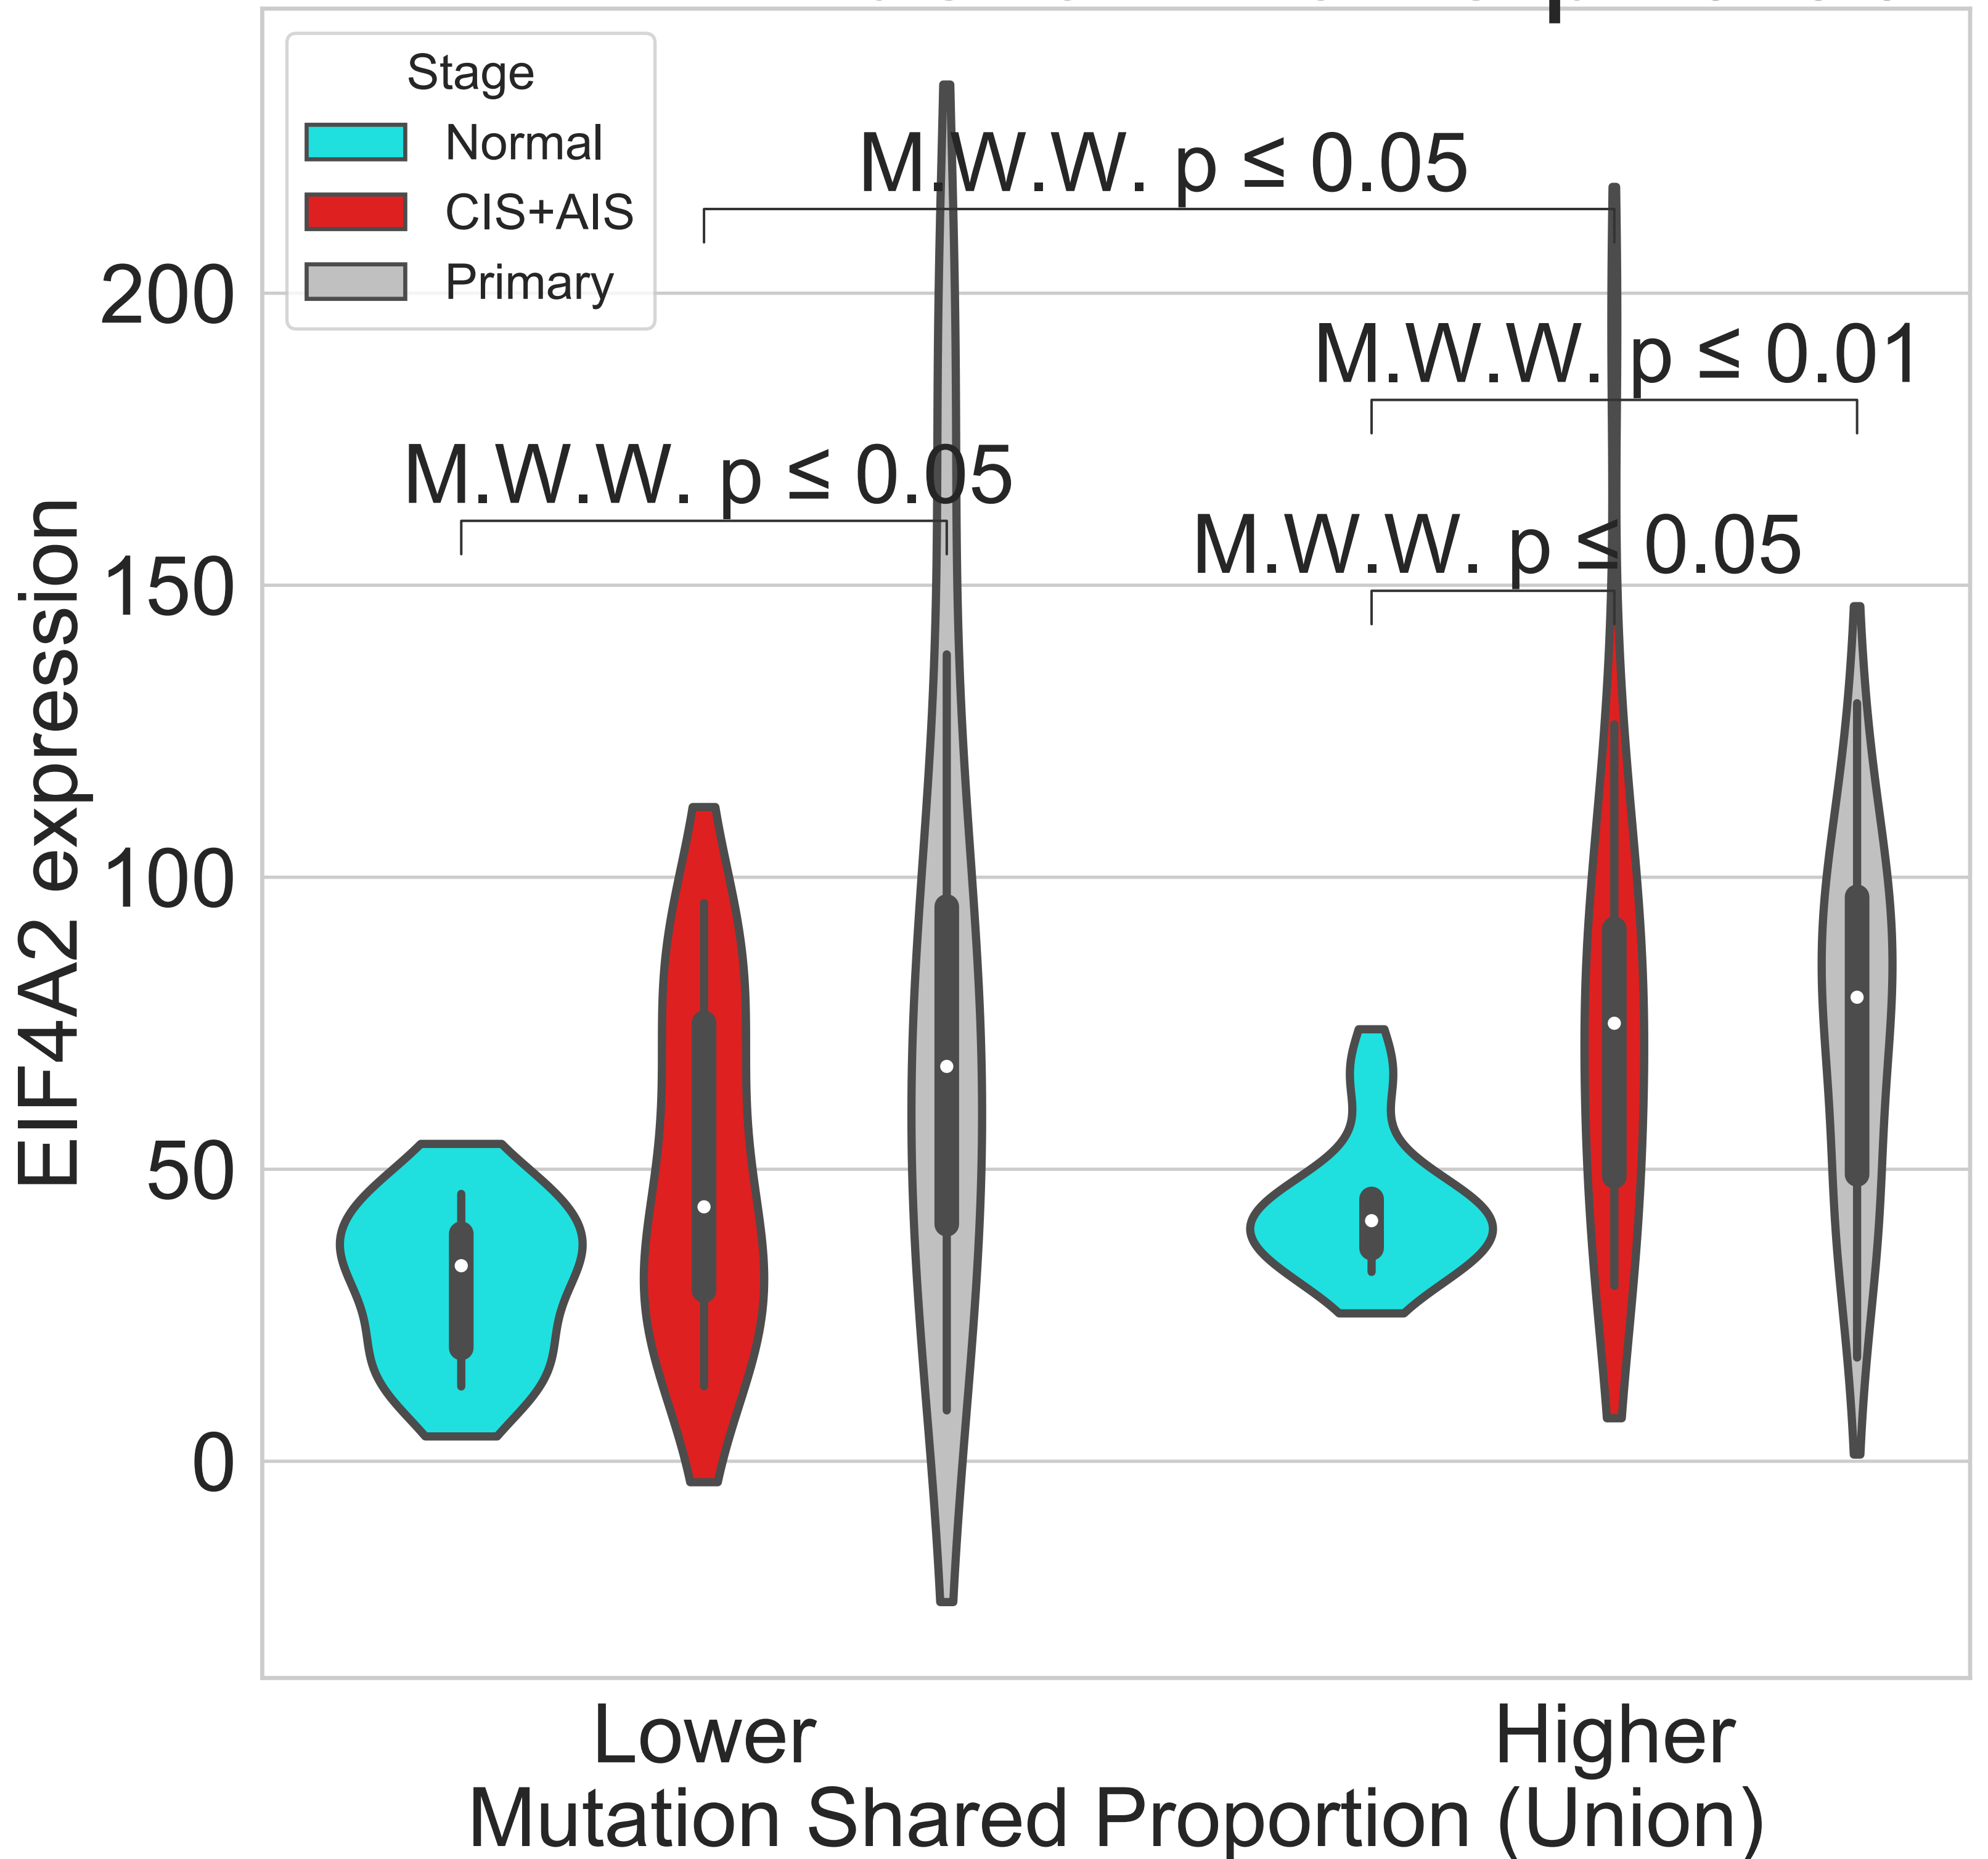 Stage
Normal
CIS+AIS
Primary
M.W.W. p ≤ 0.05
M.W.W. p ≤ 0.01
M.W.W. p ≤ 0.05
M.W.W. p ≤ 0.05
200
150
100
50
0
EIF4A2 expression
Lower
Higher
Mutation Shared Proportion (Union)